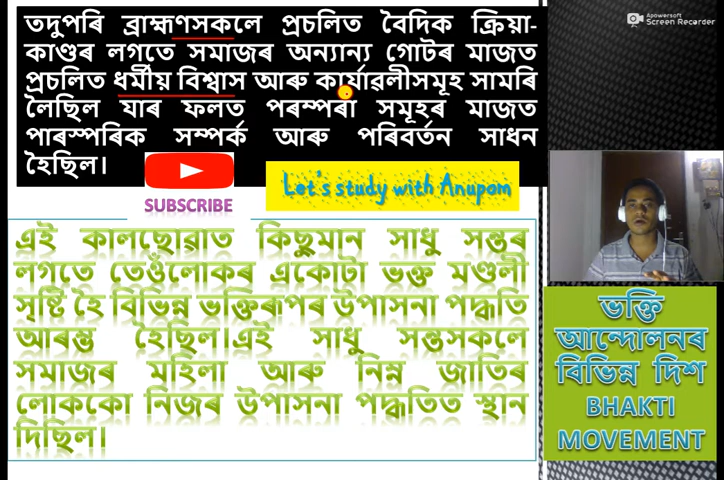 তদুপৰি ব্ৰাহ্মণসকলে প্ৰচলিত বৈদিক ক্ৰিয়া-
কাণ্ডৰ লগতে সমাজৰ অন্যান্য গোটৰ মাজত
প্ৰচলিত ধৰ্মীয় বিশ্বাস আৰু কাৰ্যাৱলীসমূহ সামৰি
লৈছিল যাৰ ফলত পৰম্পৰা সমূহৰ মাজত
পাৰস্পৰিক সম্পৰ্ক আৰু পৰিবৰ্তন সাধন
হৈছিল।
SUBSCRIBE
Let's study with Anupom
এই কালছোৱাত কিছুমান সাধু সন্তৰ
লগতে তেওঁলোকৰ একোটা ভক্ত মণ্ডলী
সৃষ্টি হৈ বিভিন্ন ভক্তিৰূপৰ উপাসনা পদ্ধতি
আৰম্ভ হৈছিল।এই সাধু সন্তসকলে
সমাজৰ মহিলা আৰু নিম্ন জাতিৰ
লোককো নিজৰ উপাসনা পদ্ধতিত স্থান
দিছিল।
Apowersoft
Screen Recorder
ভক্তি
আন্দোলনৰ
বিভিন্ন দিশ
BHAKTI
MOVEMENT